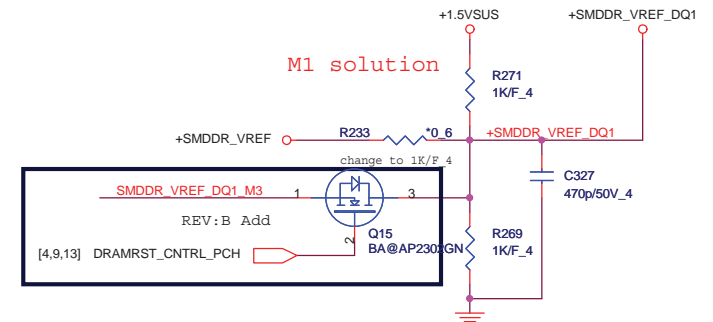 +1.5VSUS
+SMDDR_VREF_DQ1
M1 solution
R271
1K/F_4
+SMDDR_VREF
R233
*0_6
+SMDDR_VREF_DQ1
change to 1K/F_4
C327
470p/50V_4
SMDDR_VREF_DQ1_M3
1
3
REV:B Add
2
Q15
BA@AP2302GN
R269
1K/F_4
[4,9,13]
DRAMRST_CNTRL_PCH